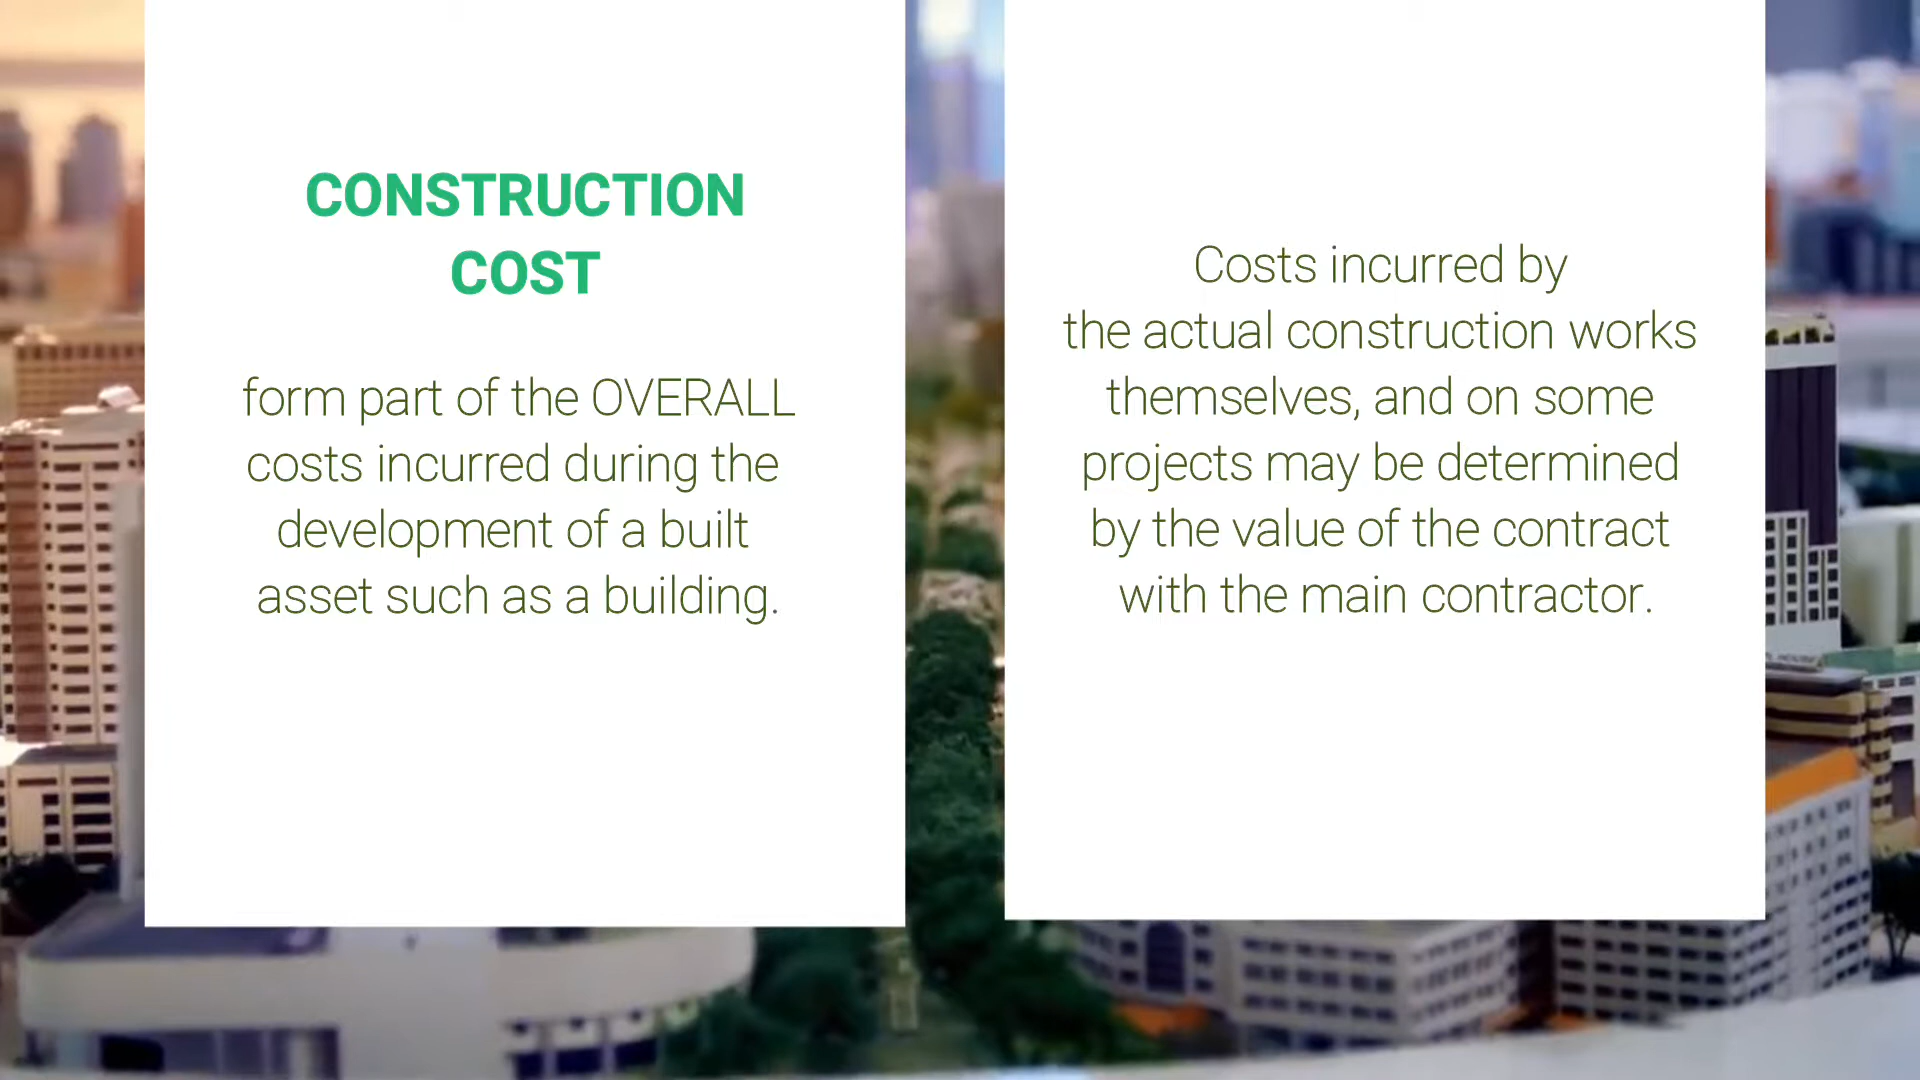 CONSTRUCTION
COST
form part of the OVERALL
costs incurred during the
development of a built
asset such as a building.
Costs incurred by
the actual construction works
themselves, and on some
projects may be determined
by the value of the contract
with the main contractor.